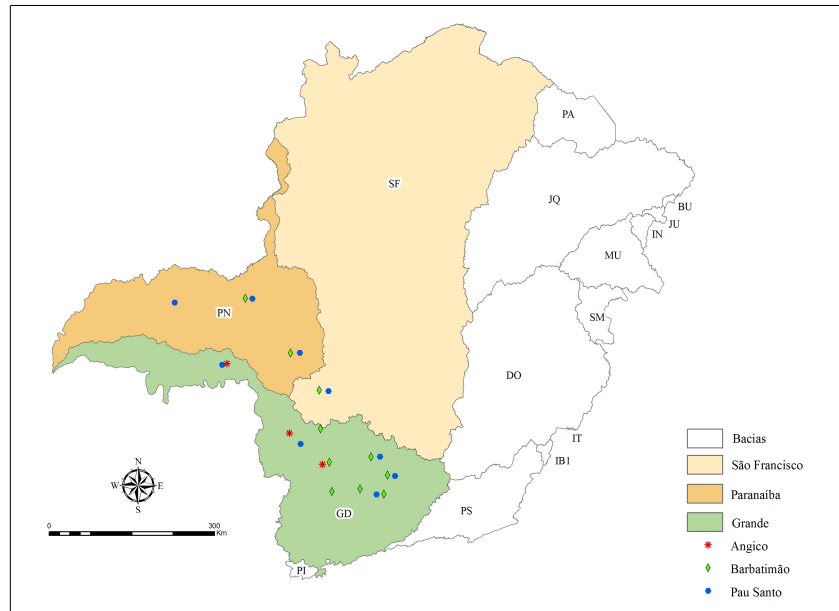 PA
SF
JQ
BU
JU
IN
MU
PN
SM
DO
IT
IB1
PS
GD
PI
N
W E
S
0 300
Km
Bacias
São Francisco
Paranaiba
Grande
Angico
Barbatimão
Pau Santo